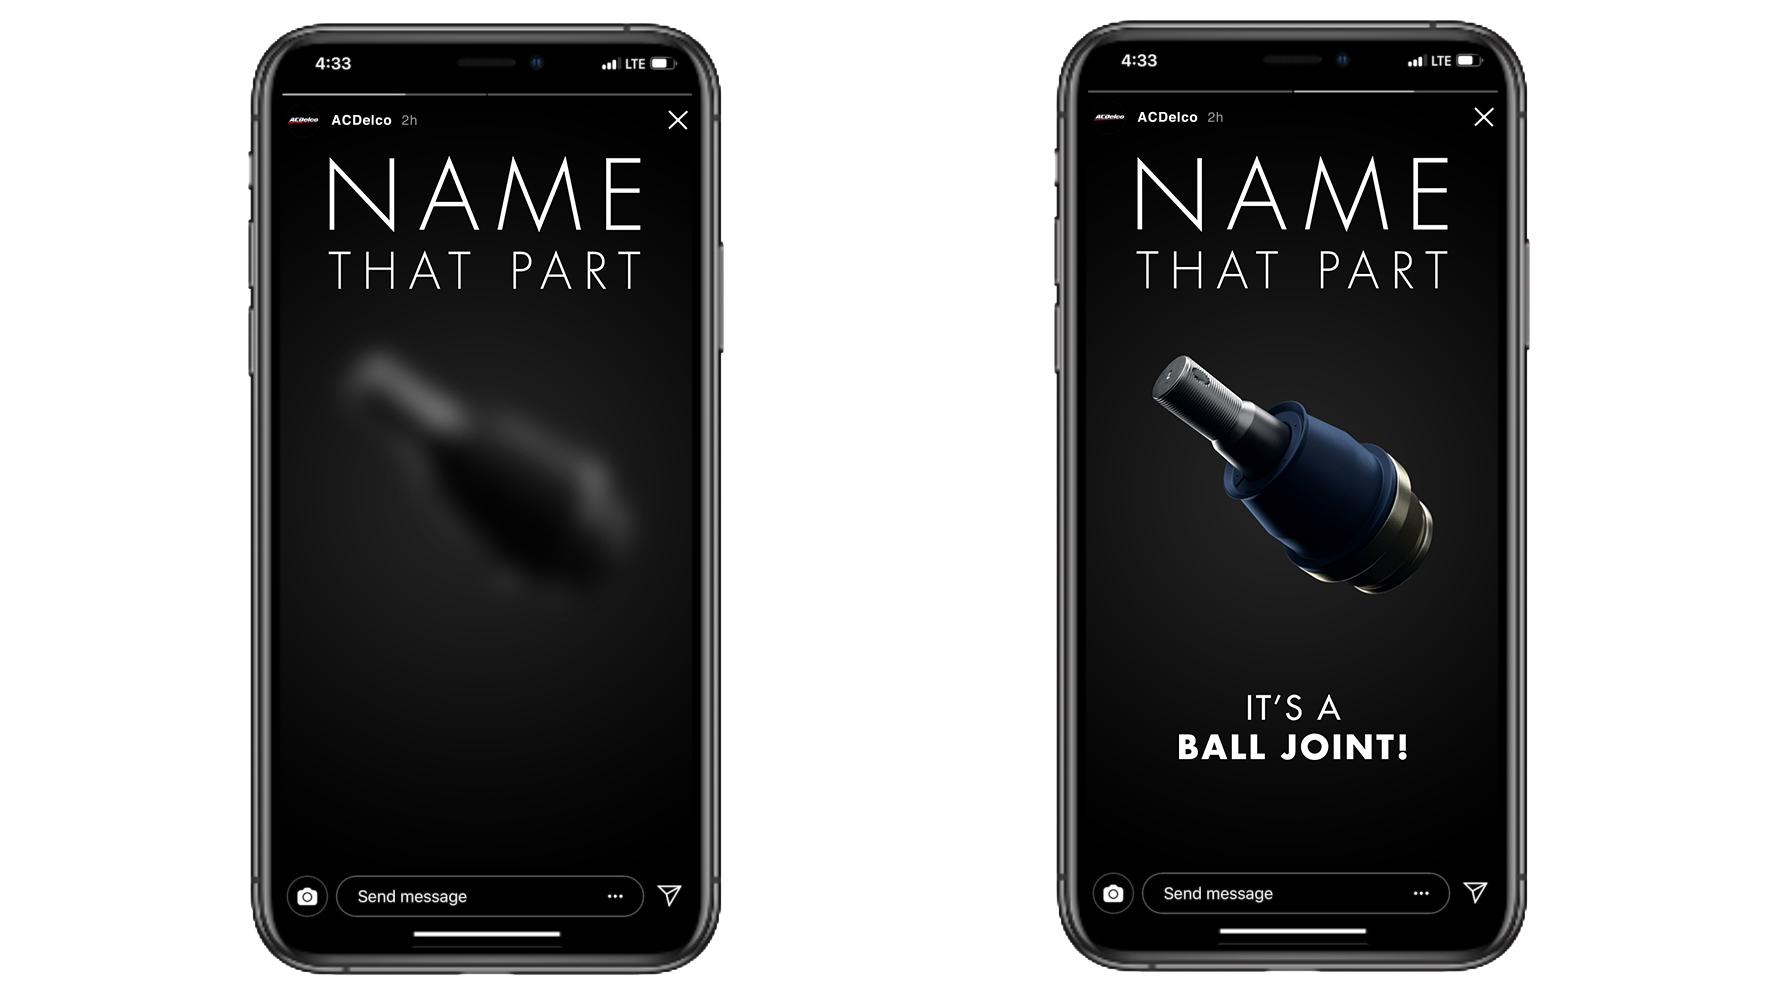 4:33
LTE
ACDelco
ACDelco 2h
NAME
THAT PART
Send message
4:33
LTE
ACDelco
ACDelco 2h
NAME
THAT PART
IT'S A
BALL JOINT!
Send message